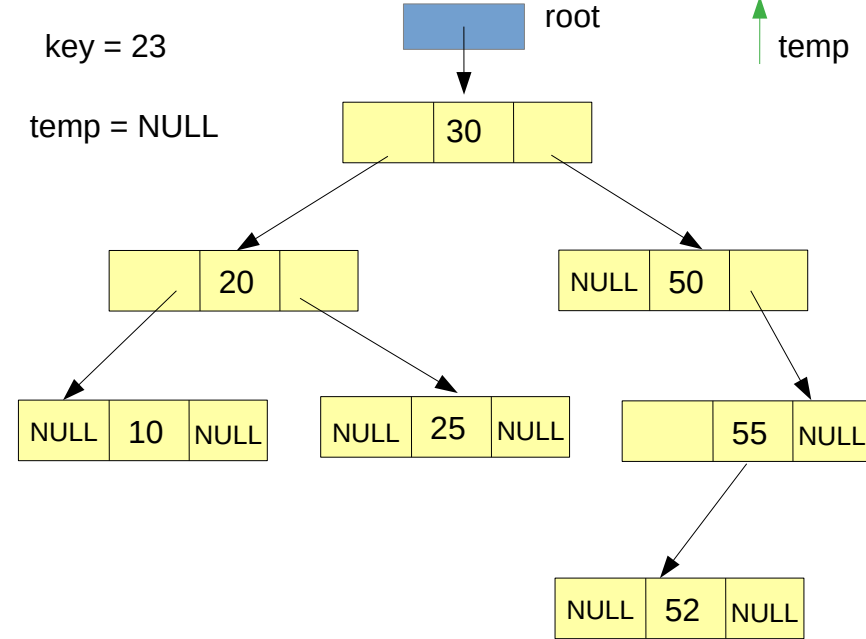 root
key = 23
temp
temp = NULL
30
20
NULL 50
NULL 10 NULL
NULL 25 NULL
55 NULL
NULL 52 NULL